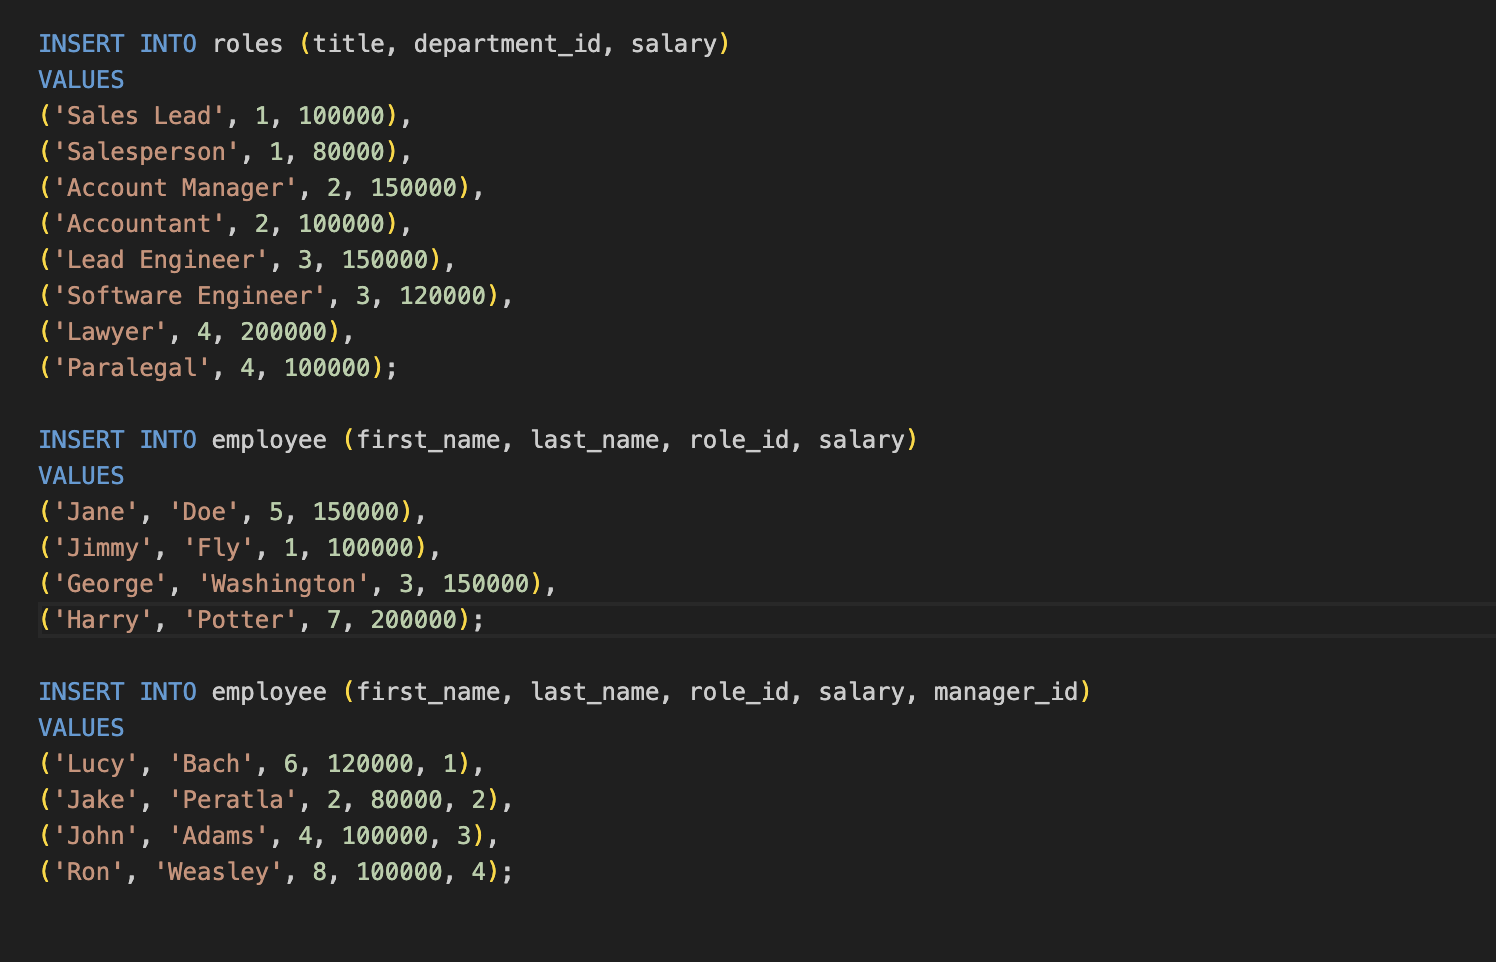 INSERT INTO roles (title, department_id, salary)
VALUES
('Sales Lead', 1, 100000),
('Salesperson', 1, 80000),
('Account Manager', 2, 150000),
('Accountant', 2, 100000),
('Lead Engineer', 3, 150000),
('Software Engineer', 3, 120000),
('Lawyer', 4, 200000),
('Paralegal', 4, 100000);

INSERT INTO employee (first_name, last_name, role_id, salary)
VALUES
('Jane', 'Doe', 5, 150000),
('Jimmy', 'Fly', 1, 100000),
('George', 'Washington', 3, 150000),
('Harry', 'Potter', 7, 200000);

INSERT INTO employee (first_name, last_name, role_id, salary, manager_id)
VALUES
('Lucy', 'Bach', 6, 120000, 1),
('Jake', 'Peratla', 2, 80000, 2),
('John', 'Adams', 4, 100000, 3),
('Ron', 'Weasley', 8, 100000, 4);